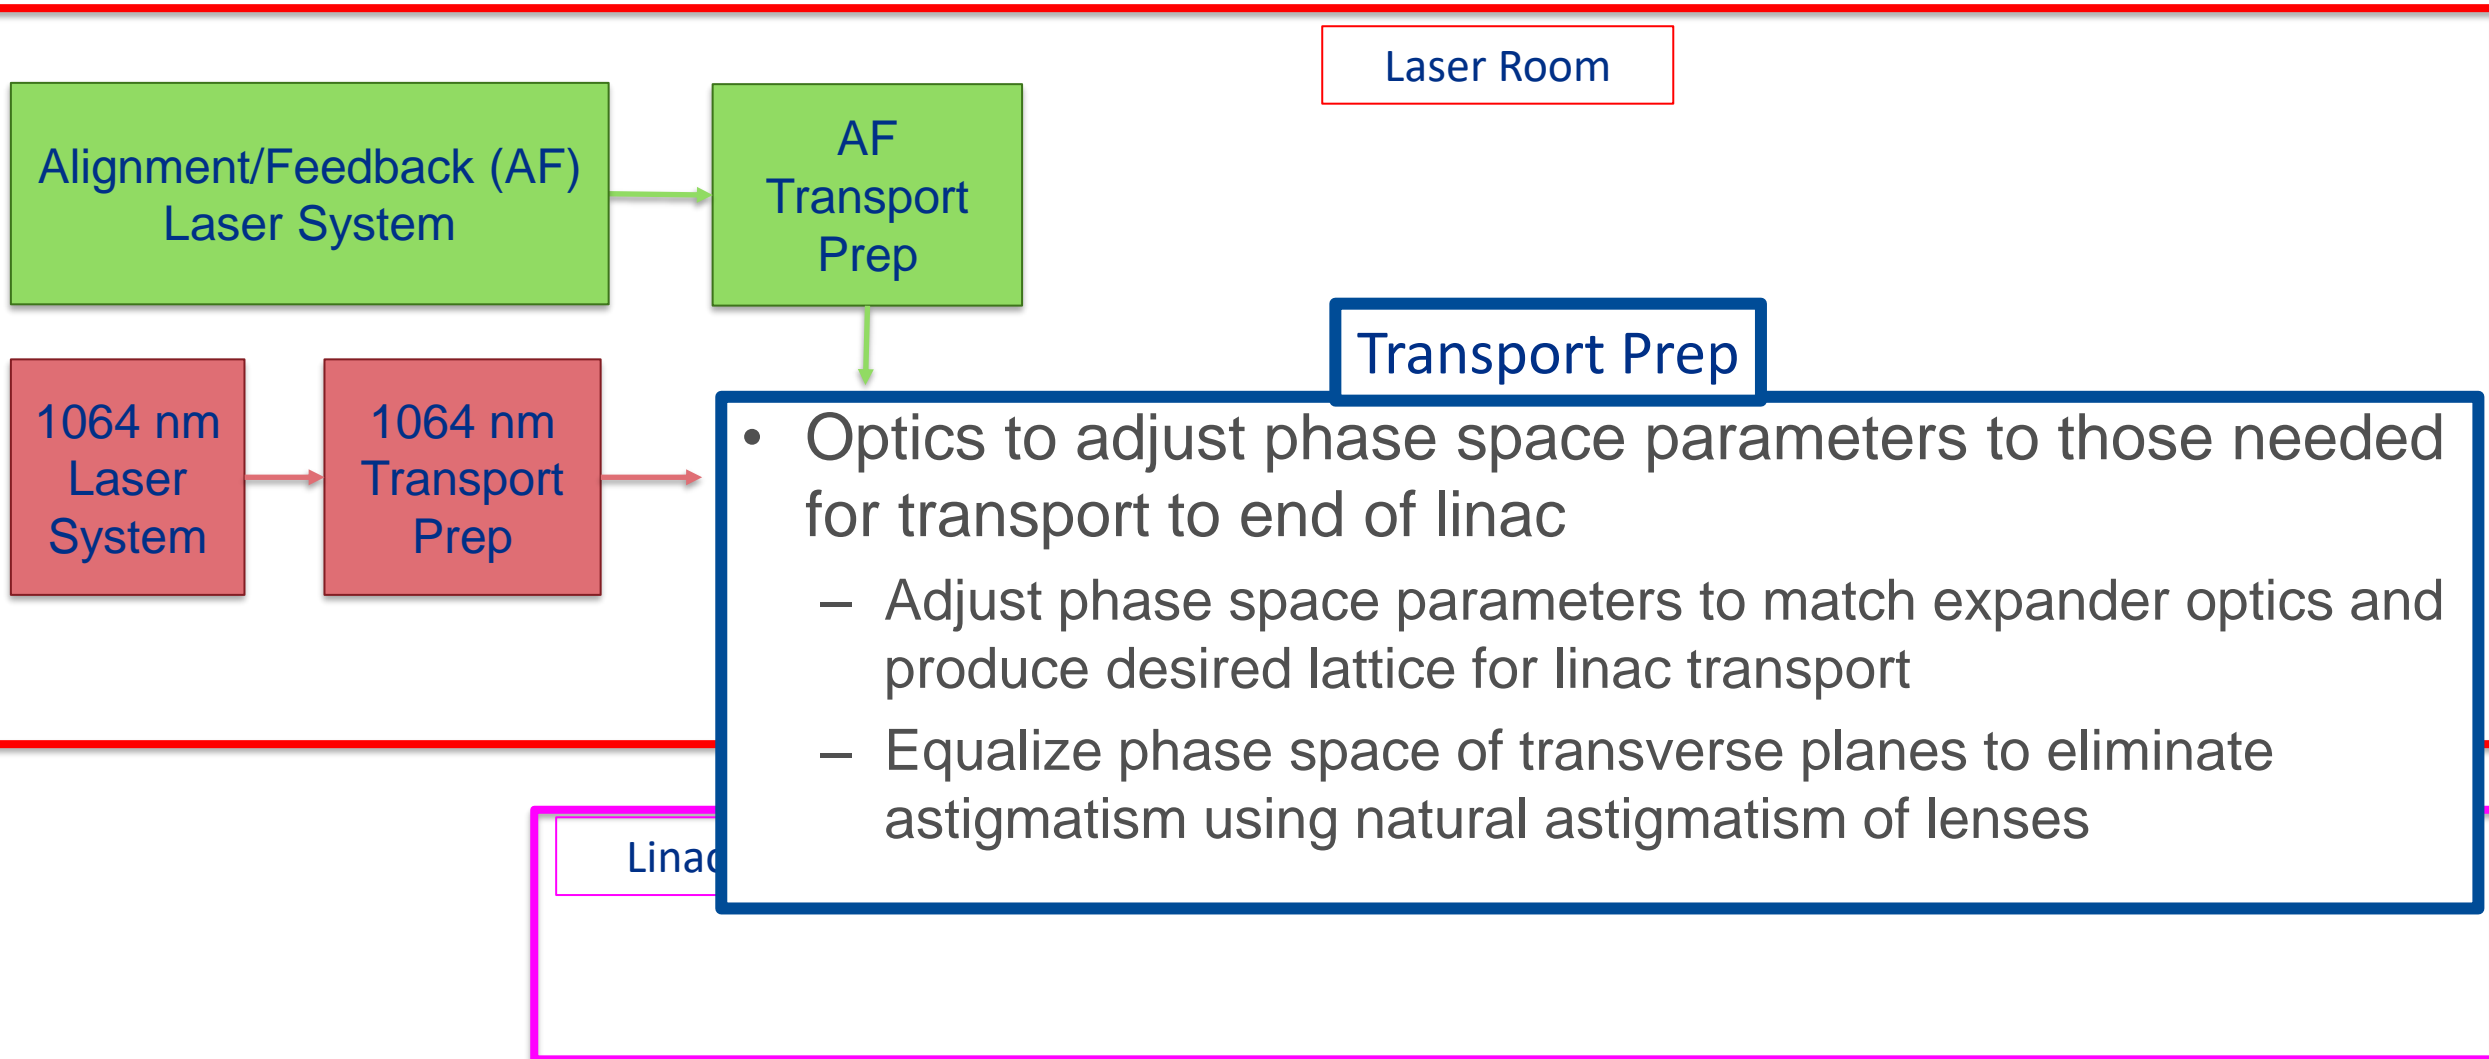 Laser Room
Alignment/Feedback (AF)
Laser System
AF
Transport
Prep
1064 nm
Laser
System
1064 nm
Transport
Prep
Transport Prep
• Optics to adjust phase space parameters to those needed
for transport to end of linac
– Adjust phase space parameters to match expander optics and
produce desired lattice for linac transport
– Equalize phase space of transverse planes to eliminate
astigmatism using natural astigmatism of lenses
Linac